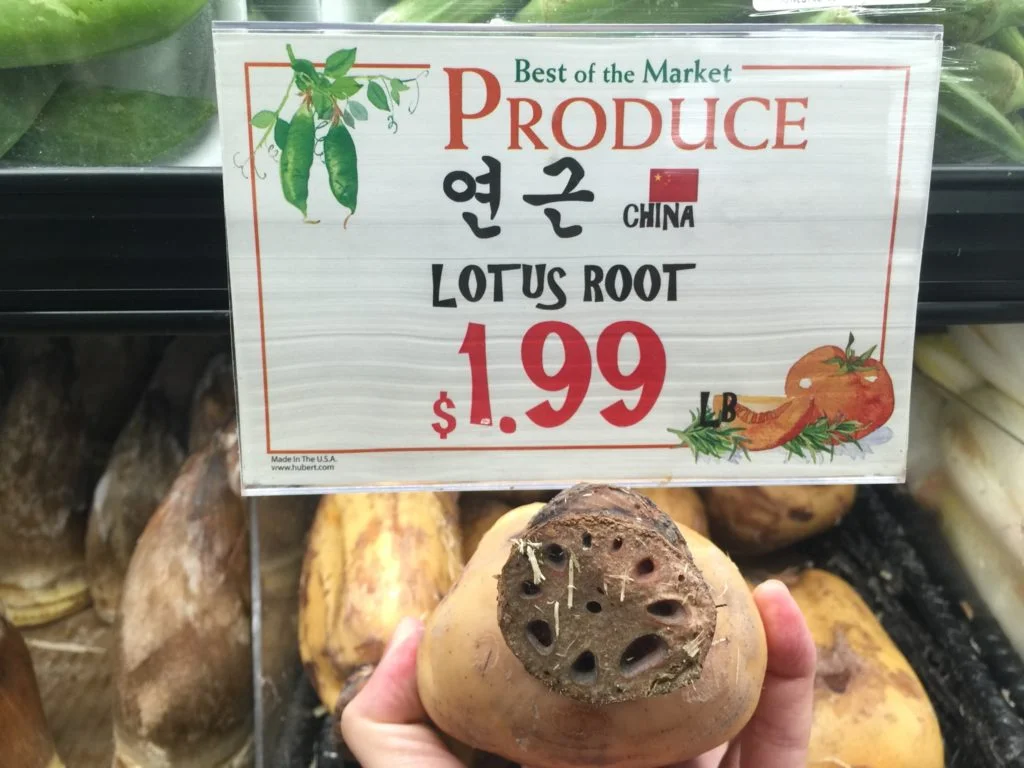 Best of the Market
PRODUCE
연근 CHINA
LOTUS ROOT
$1.99 LB
Made In The U.S.A.
www.hubert.com